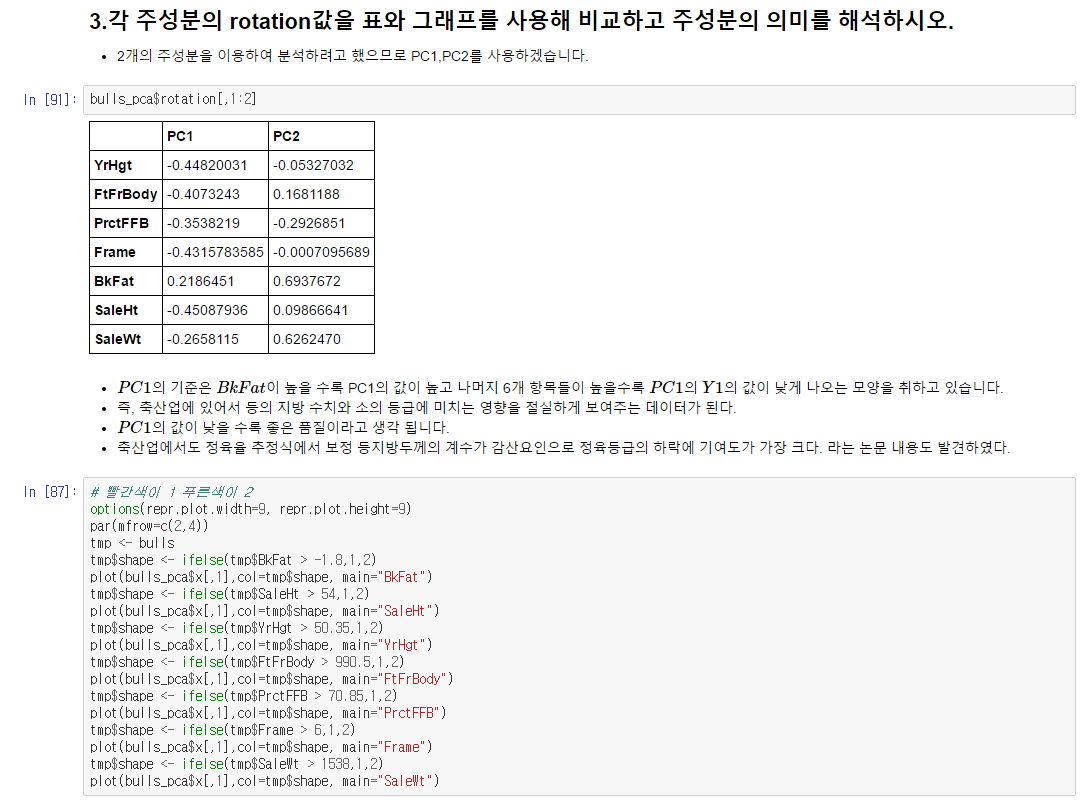 3.각 주성분의 rotation값을 표와 그래프를 사용해 비교하고 주성분의 의미를 해석하시오.
• 2개의 주성분을 이용하여 분석하려고 했으므로 PC1,PC2를 사용하겠습니다.
In [91]: bulls_pca$rotation[,1:2]
PC1 PC2
YrHgt -0.44820031 -0.05327032
FtFrBody -0.4073243 0.1681188
PrctFFB -0.3538219 -0.2926851
Frame -0.4315783585 -0.0007095689
BkFat 0.2186451 0.6937672
SaleHt -0.45087936 0.09866641
SaleWt -0.2658115 0.6262470
• PC1의 기준은 BkFat이 높을 수록 PC1의 값이 높고 나머지 6개 항목들이 높을수록 PC1의 Y1의 값이 낮게 나오는 모양을 취하고 있습니다.
• 즉, 축산업에 있어서 등의 지방 수치와 소의 등급에 미치는 영향을 절실하게 보여주는 데이터가 된다.
• PC1의 값이 낮을 수록 좋은 품질이라고 생각 됩니다.
• 축산업에서도 정육율 추정식에서 보정 등지방두께의 계수가 감산요인으로 정육등급의 하락에 기여도가 가장 크다. 라는 논문 내용도 발견하였다.
In [87]: # 빨간색이 1 푸른색이 2
options(repr.plot.width=9, repr.plot.height=9)
par(mfrow=c(2,4))
tmp <- bulls
tmp$shape <- ifelse(tmp$BkFat > -1.8,1,2)
plot(bulls_pca$x[,1],col=tmp$shape, main="BkFat")
tmp$shape <- ifelse(tmp$SaleHt > 54,1,2)
plot(bulls_pca$x[,1],col=tmp$shape, main="SaleHt")
tmp$shape <- ifelse(tmp$YrHgt > 50.35,1,2)
plot(bulls_pca$x[,1],col=tmp$shape, main="YrHgt")
tmp$shape <- ifelse(tmp$FtFrBody > 990.5,1,2)
plot(bulls_pca$x[,1],col=tmp$shape, main="FtFrBody")
tmp$shape <- ifelse(tmp$PrctFFB > 70.85,1,2)
plot(bulls_pca$x[,1],col=tmp$shape, main="PrctFFB")
tmp$shape <- ifelse(tmp$Frame > 6,1,2)
plot(bulls_pca$x[,1],col=tmp$shape, main="Frame")
tmp$shape <- ifelse(tmp$SaleWt > 1538,1,2)
plot(bulls_pca$x[,1],col=tmp$shape, main="SaleWt")